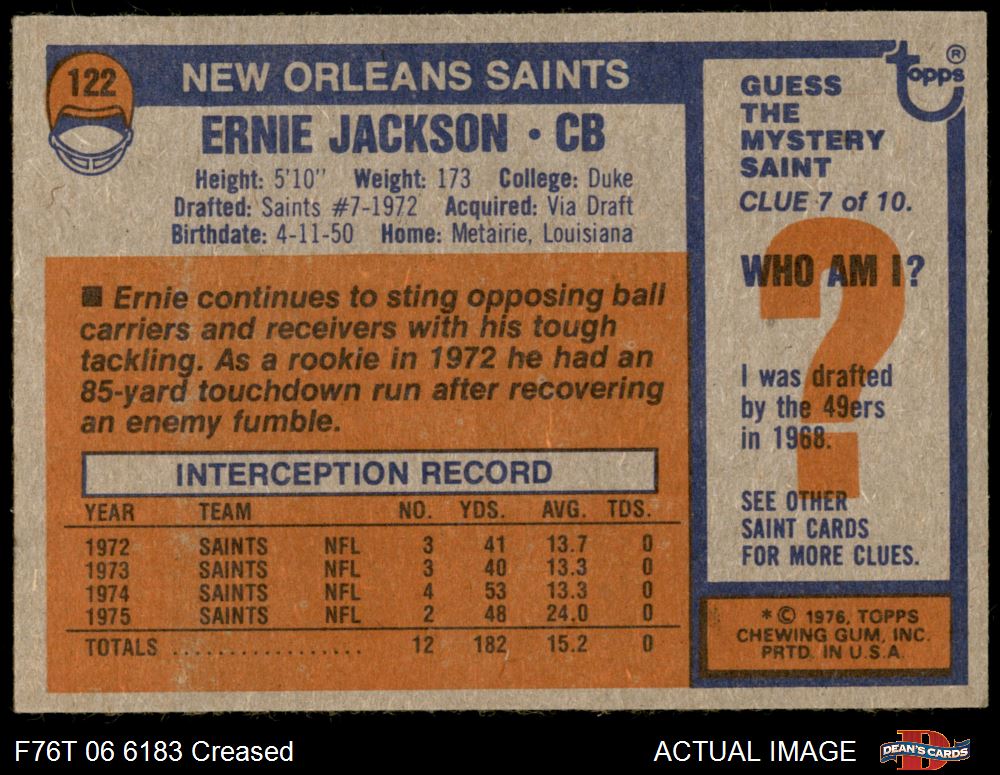 122
NEW ORLEANS SAINTS
ERNIE JACKSON • CB
Height: 5'10" Weight: 173 College: Duke
Drafted: Saints #7-1972 Acquired: Via Draft
Birthdate: 4-11-50 Home: Metairie, Louisiana
■ Ernie continues to sting opposing ball
carriers and receivers with his tough
tackling. As a rookie in 1972 he had an
85-yard touchdown run after recovering
an enemy fumble.
INTERCEPTION RECORD
YEAR TEAM NO. YDS. AVG. TDS.
1972 SAINTS NFL 3 41 13.7 0
1973 SAINTS NFL 3 40 13.3 0
1974 SAINTS NFL 4 53 13.3 0
1975 SAINTS NFL 2 48 24.0 0
TOTALS .................. 12 182 15.2 0
topps ®
GUESS
THE
MYSTERY
SAINT
CLUE 7 of 10.
?
WHO AM I?
I was drafted
by the 49ers
in 1968.
SEE OTHER
SAINT CARDS
FOR MORE CLUES.
* © 1976, TOPPS
CHEWING GUM, INC.
PRTD. IN U.S.A.
F76T 06 6183 Creased
ACTUAL IMAGE
D
DEAN'S CARDS